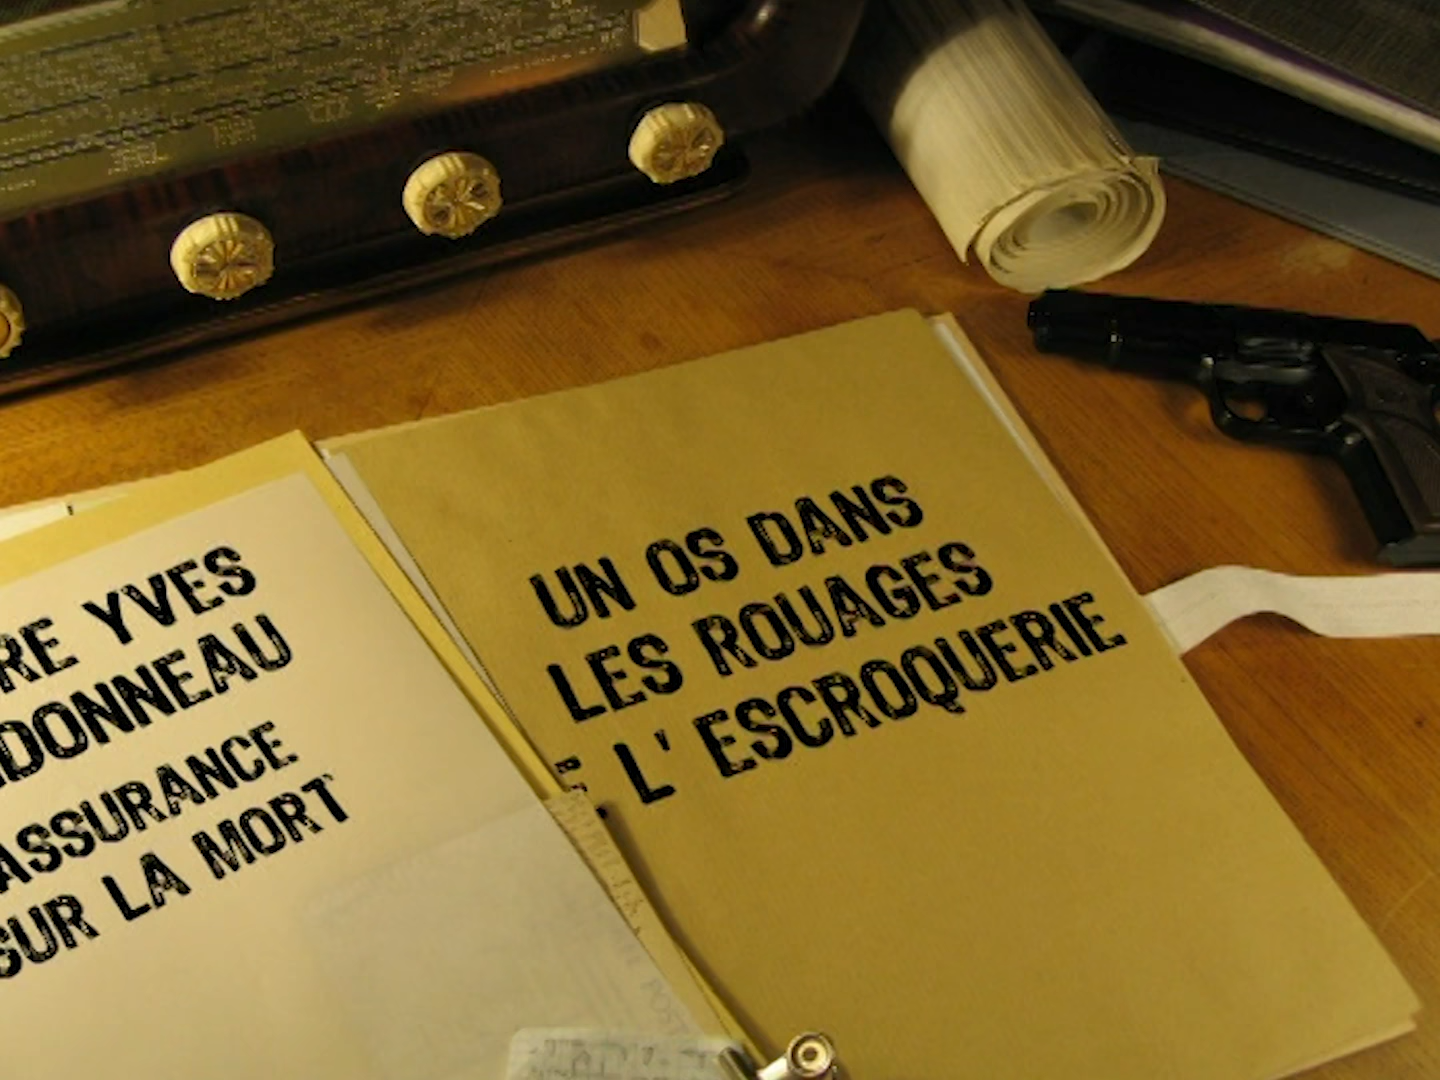 RE YVES
DONNEAU
ASSURANCE
SUR LA MORT
UN OS DANS
LES ROUAGES
E L' ESCROQUERIE